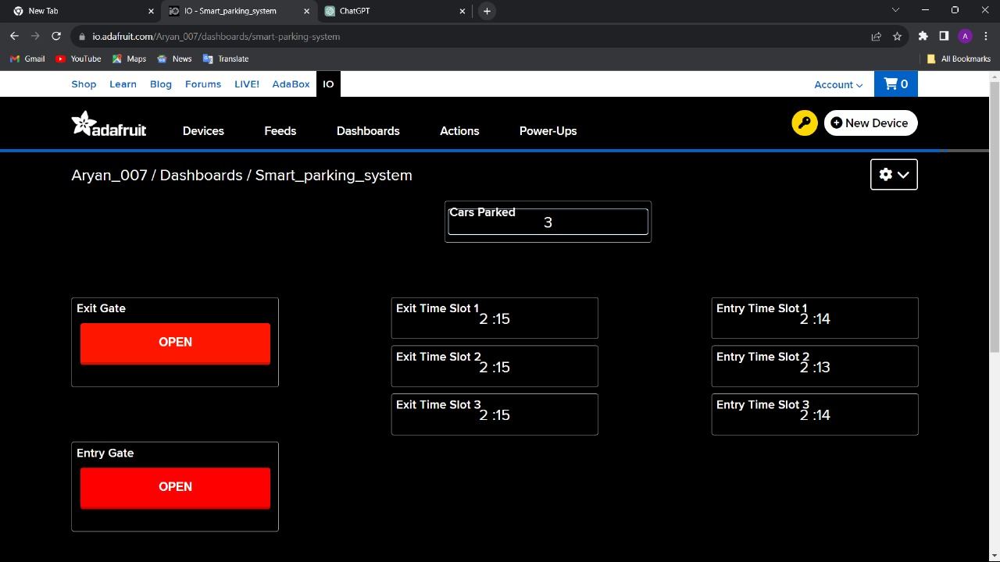 New Tab
IO - Smart_parking_system
ChatGPT
io.adafruit.com/Aryan_007/dashboards/smart-parking-system
A
Gmail
YouTube
Maps
News
Translate
All Bookmarks
Shop
Learn
Blog
Forums
LIVE!
AdaBox
IO
Account
0
adafruit
Devices
Feeds
Dashboards
Actions
Power-Ups
New Device
Aryan_007 / Dashboards / Smart_parking_system
Cars Parked
3
Exit Gate
OPEN
Exit Time Slot 1
2 :15
Entry Time Slot 1
2 :14
Exit Time Slot 2
2 :15
Entry Time Slot 2
2 :13
Exit Time Slot 3
2 :15
Entry Time Slot 3
2 :14
Entry Gate
OPEN